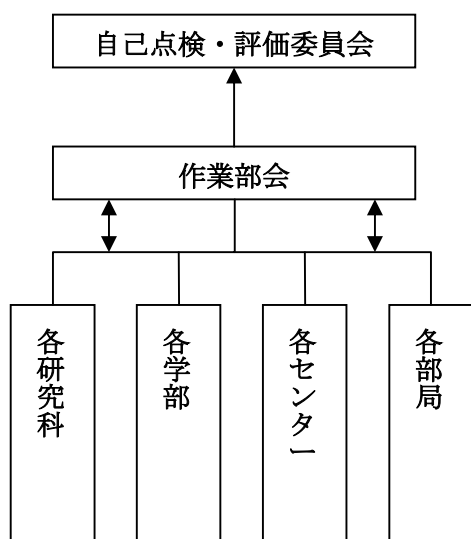 自己点検・評価委員会
作業部会
各研究科
各学部
各センター
各部局